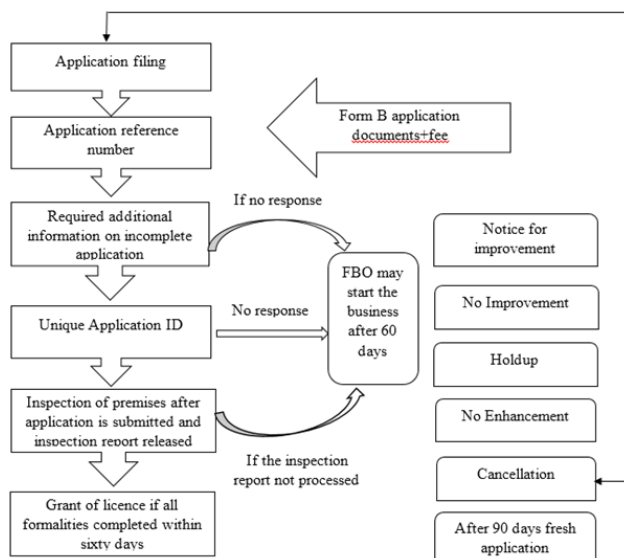 Application filing
Application reference
number
Form B application
documents+fee
Required additional
information on incomplete
application
If no response
Unique Application ID
No response
FBO may
start the
business
after 60
days
Inspection of premises after
application is submitted and
inspection report released
If the inspection
report not processed
Grant of licence if all
formalities completed within
sixty days
Notice for
improvement
No Improvement
Holdup
No Enhancement
Cancellation
After 90 days fresh
application